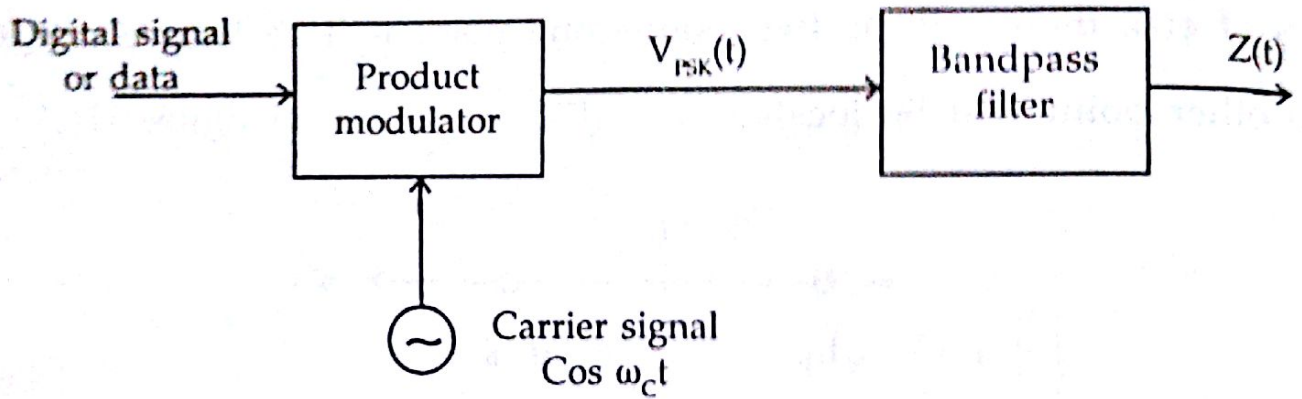 Digital signal
or data
Product
modulator
V_PSK(t)
Bandpass
filter
Z(t)
Carrier signal
Cos ω_C t